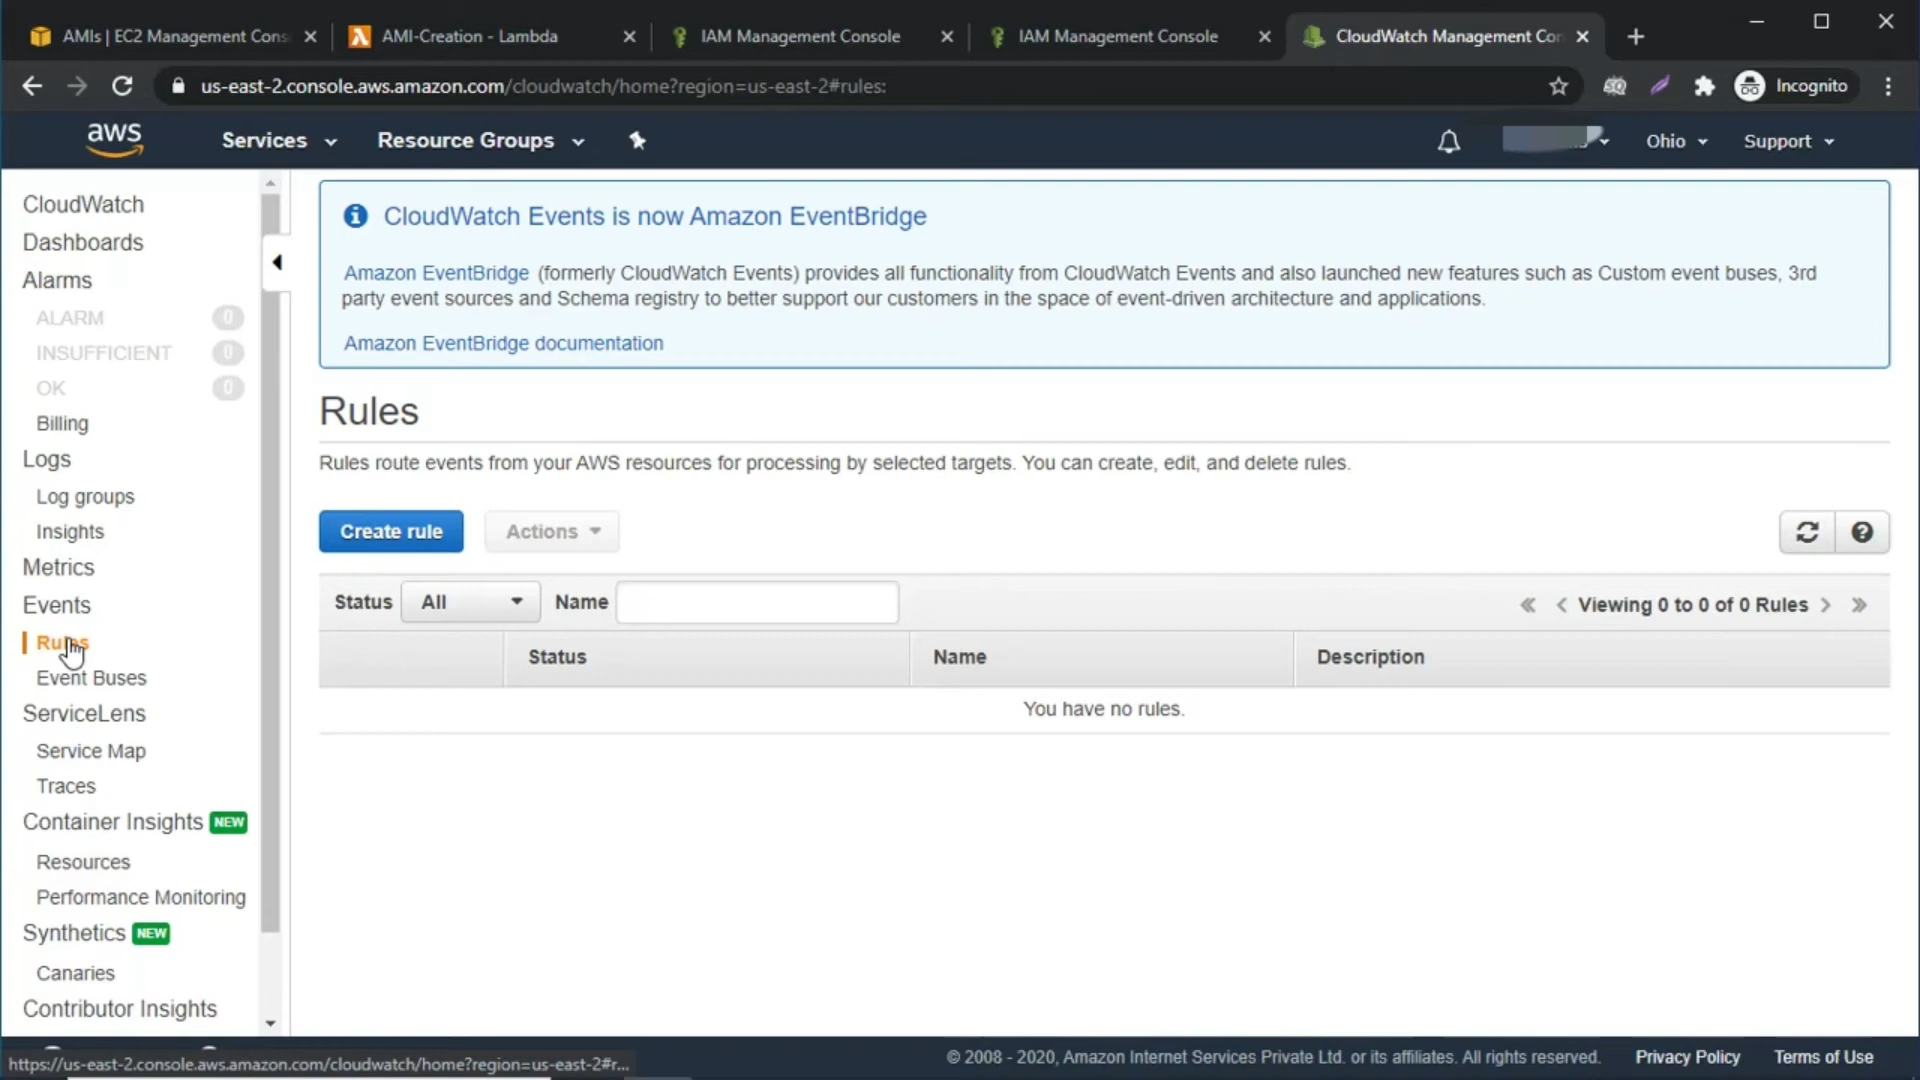 AMIs | EC2 Management Cons
AMI-Creation - Lambda
IAM Management Console
IAM Management Console
CloudWatch Management Con
us-east-2.console.aws.amazon.com/cloudwatch/home?region=us-east-2#rules:
Incognito
aws
Services
Resource Groups
Ohio
Support
CloudWatch
Dashboards
Alarms
ALARM 0
INSUFFICIENT 0
OK 0
Billing
Logs
Log groups
Insights
Metrics
Events
Rules
Event Buses
ServiceLens
Service Map
Traces
Container Insights NEW
Resources
Performance Monitoring
Synthetics NEW
Canaries
Contributor Insights
CloudWatch Events is now Amazon EventBridge
Amazon EventBridge (formerly CloudWatch Events) provides all functionality from CloudWatch Events and also launched new features such as Custom event buses, 3rd
party event sources and Schema registry to better support our customers in the space of event-driven architecture and applications.
Amazon EventBridge documentation
Rules
Rules route events from your AWS resources for processing by selected targets. You can create, edit, and delete rules.
Create rule
Actions
Status All Name
Viewing 0 to 0 of 0 Rules
Status Name Description
You have no rules.
https://us-east-2.console.aws.amazon.com/cloudwatch/home?region=us-east-2#r...
© 2008 - 2020, Amazon Internet Services Private Ltd. or its affiliates. All rights reserved.
Privacy Policy
Terms of Use